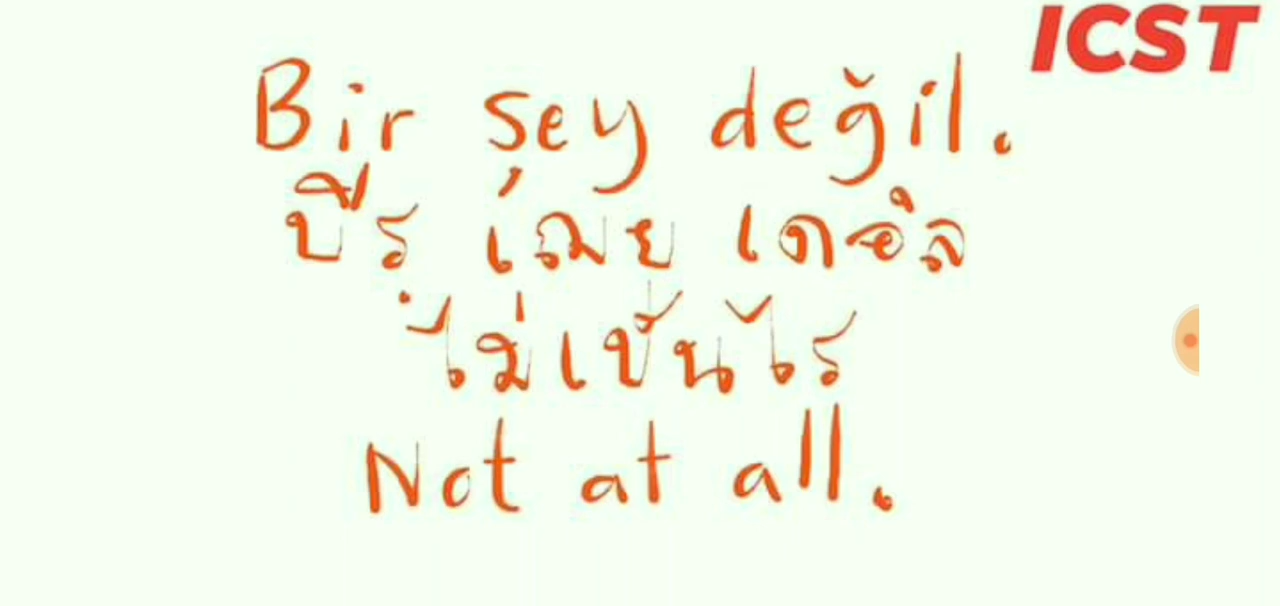 ICST
Bir şey değil.
บีร เฌย เดอิล
ไม่เป็นไร
Not at all.